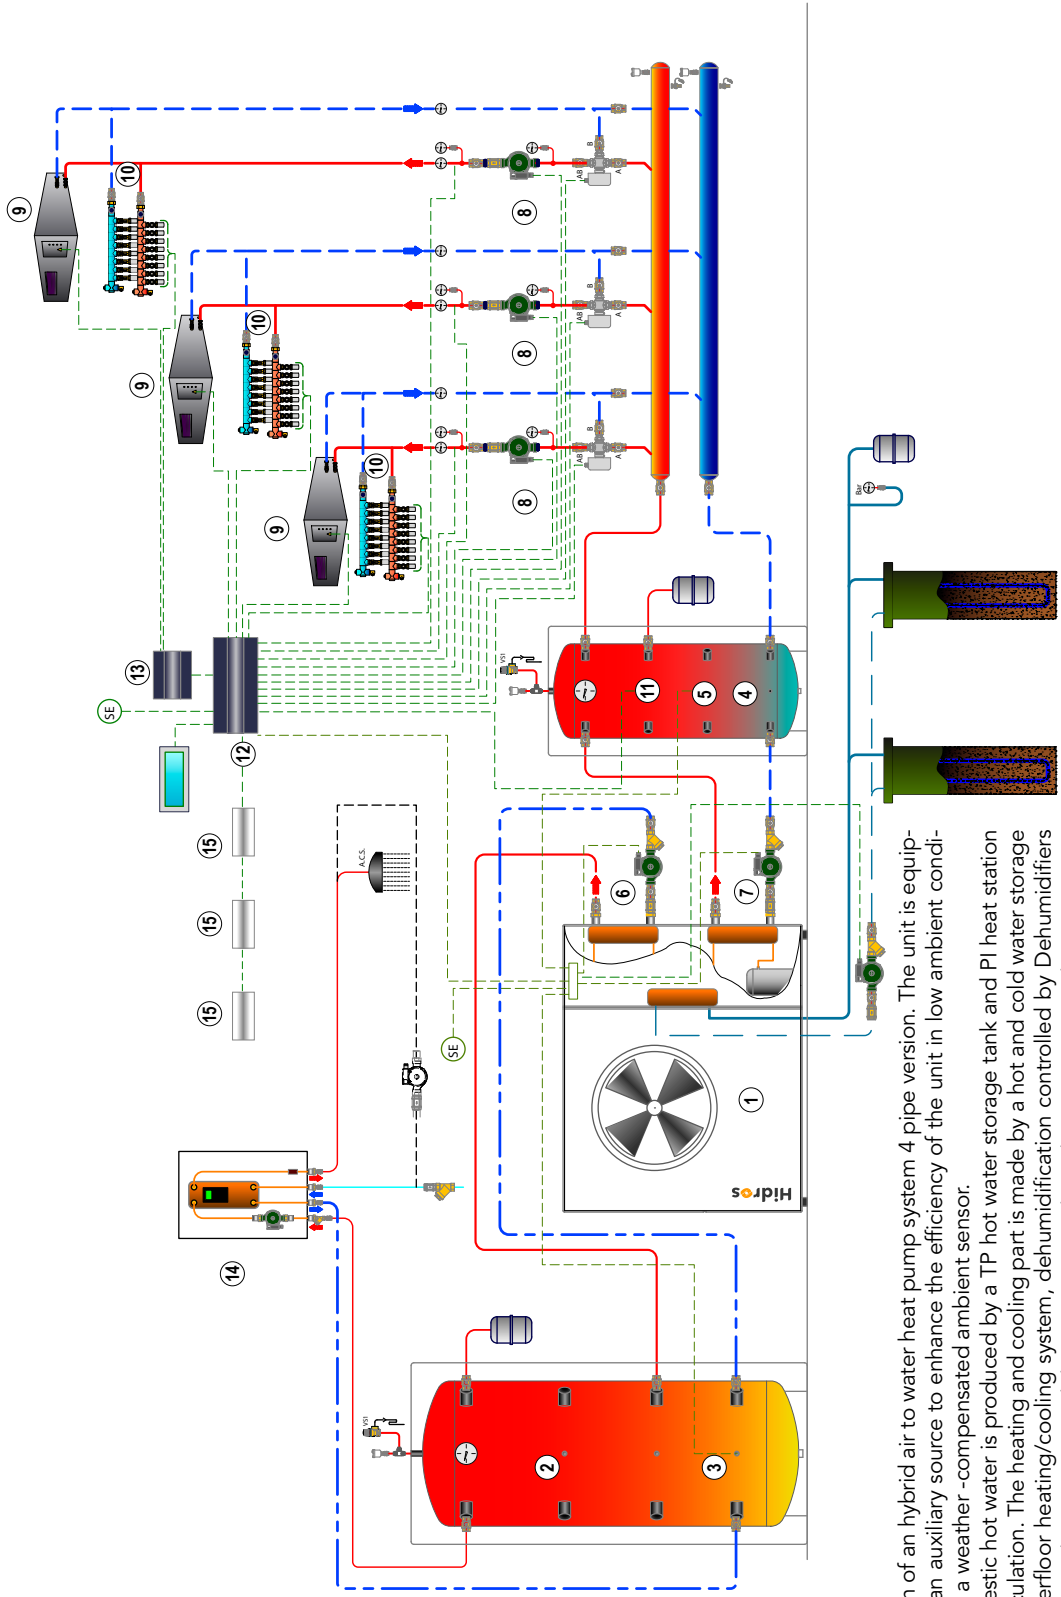 n of an hybrid air to water heat pump system 4 pipe version. The unit is equip-
an auxiliary source to enhance the efficiency of the unit in low ambient condi-
a weather -compensated ambient sensor.
estic hot water is produced by a TP hot water storage tank and PI heat station
culation. The heating and cooling part is made by a hot and cold water storage
erfloor heating/cooling system, dehumidification controlled by Dehumidifiers
9
10
9
10
9
10
8
8
8
AB
A
B
AB
A
B
AB
A
B
13
SE
12
15
15
15
14
A.C.S.
SE
VSI
11
5
4
Bar
6
7
1
Hidros
VSI
2
3